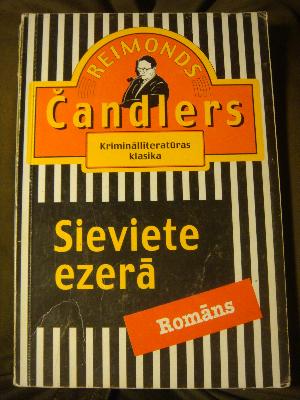 REIMONDS
Čandlers
Kriminālliteratūras
klasika
Sieviete
ezerā
Romāns